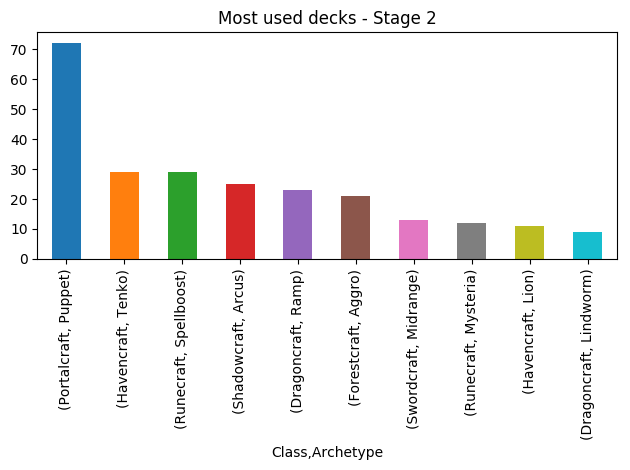 Most used decks - Stage 2
70
60
50
40
30
20
10
0
(Portalcraft, Puppet)
(Havencraft, Tenko)
(Runecraft, Spellboost)
(Shadowcraft, Arcus)
(Dragoncraft, Ramp)
(Forestcraft, Aggro)
(Swordcraft, Midrange)
(Runecraft, Mysteria)
(Havencraft, Lion)
(Dragoncraft, Lindworm)
Class,Archetype